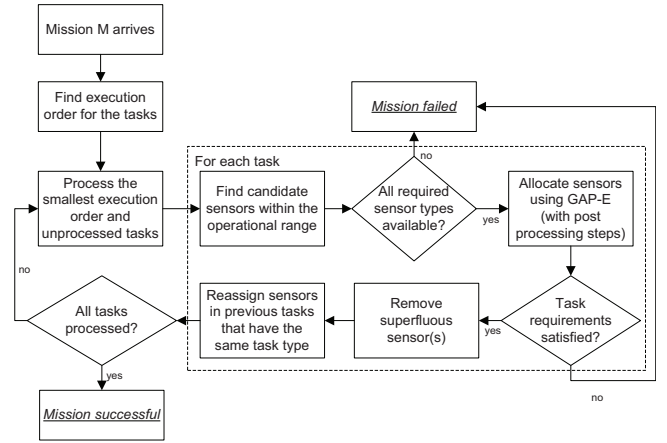 Mission M arrives
Find execution
order for the tasks
Process the
smallest execution
order and
unprocessed tasks
For each task
Find candidate
sensors within the
operational range
All required
sensor types
available?
no
Mission failed
yes
Allocate sensors
using GAP-E
(with post
processing steps)
Task
requirements
satisfied?
no
yes
Remove
superfluous
sensor(s)
Reassign sensors
in previous tasks
that have the
same task type
All tasks
processed?
no
yes
Mission successful